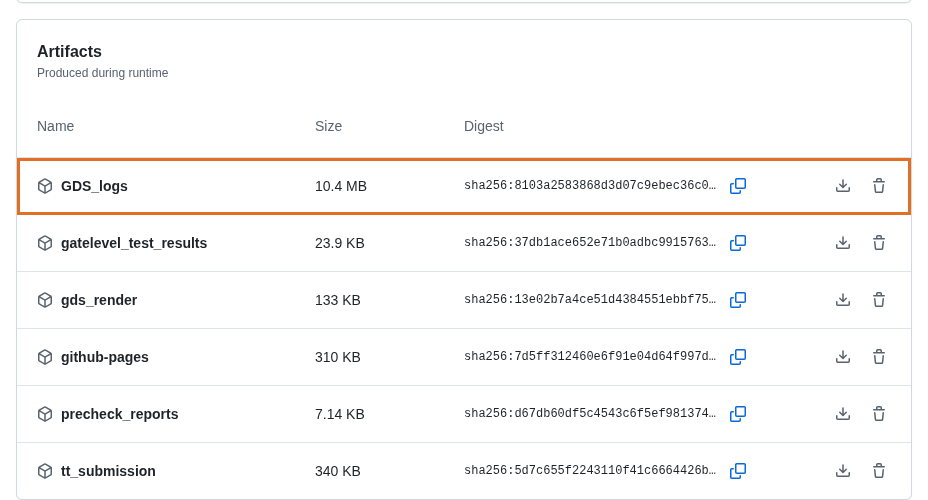 Artifacts
Produced during runtime
Name Size Digest
GDS_logs 10.4 MB sha256:8103a2583868d3d07c9ebec36c0…
gatelevel_test_results 23.9 KB sha256:37db1ace652e71b0adbc9915763…
gds_render 133 KB sha256:13e02b7a4ce51d4384551ebbf75…
github-pages 310 KB sha256:7d5ff312460e6f91e04d64f997d…
precheck_reports 7.14 KB sha256:d67db60df5c4543c6f5ef981374…
tt_submission 340 KB sha256:5d7c655f2243110f41c6664426b…